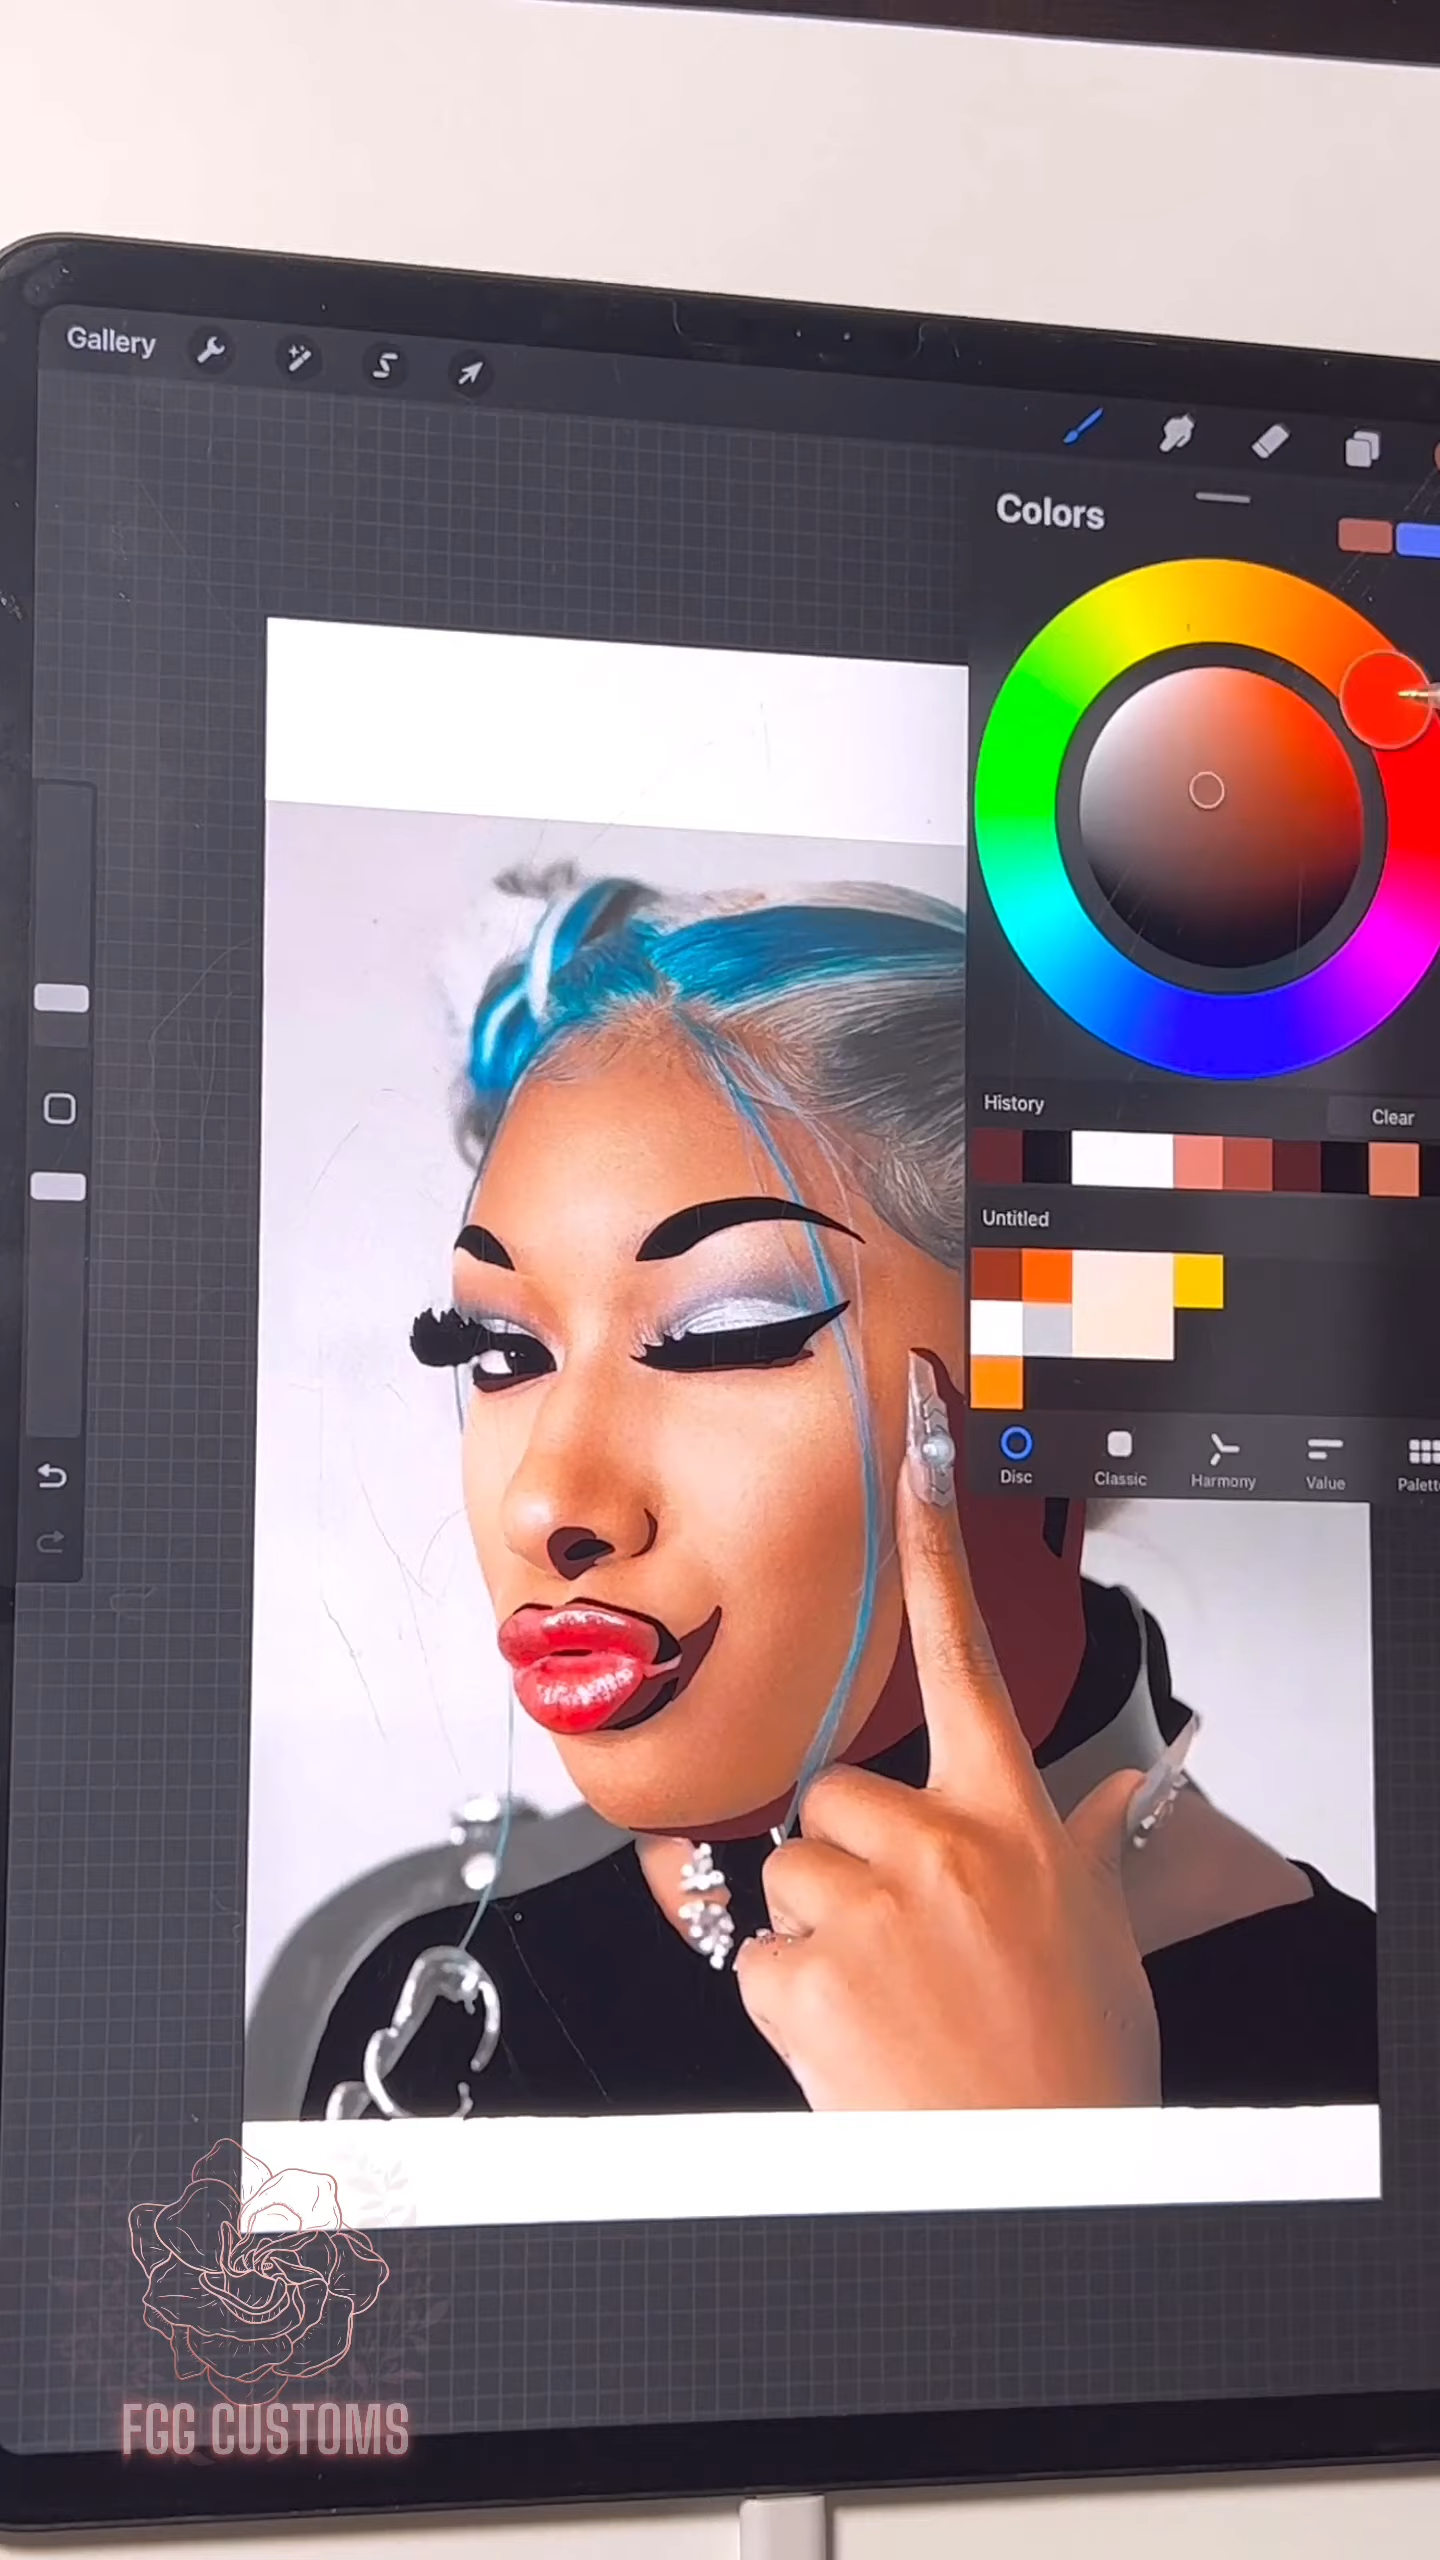 Gallery
Colors
History
Clear
Untitled
Disc
Classic
Harmony
Value
FGG CUSTOMS